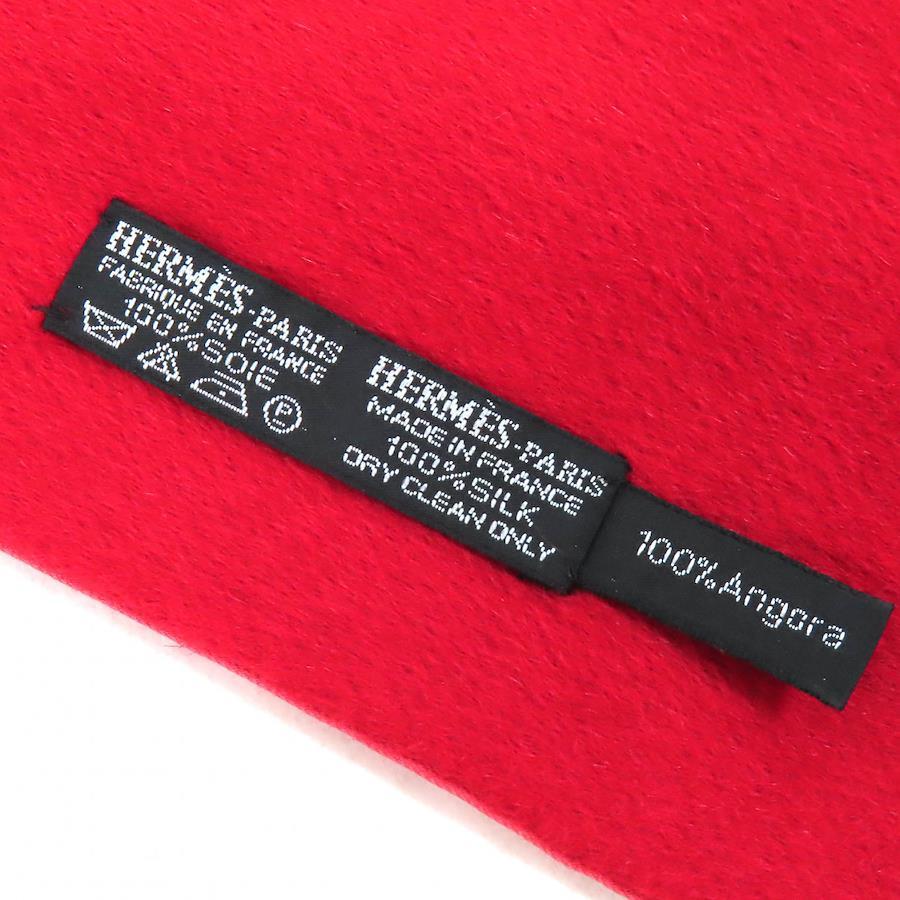 HERMÈS-PARIS
FABRIQUE EN FRANCE
100%SOIE
P
HERMÈS-PARIS
MADE IN FRANCE
100%SILK
DRY CLEAN ONLY
100%Angora